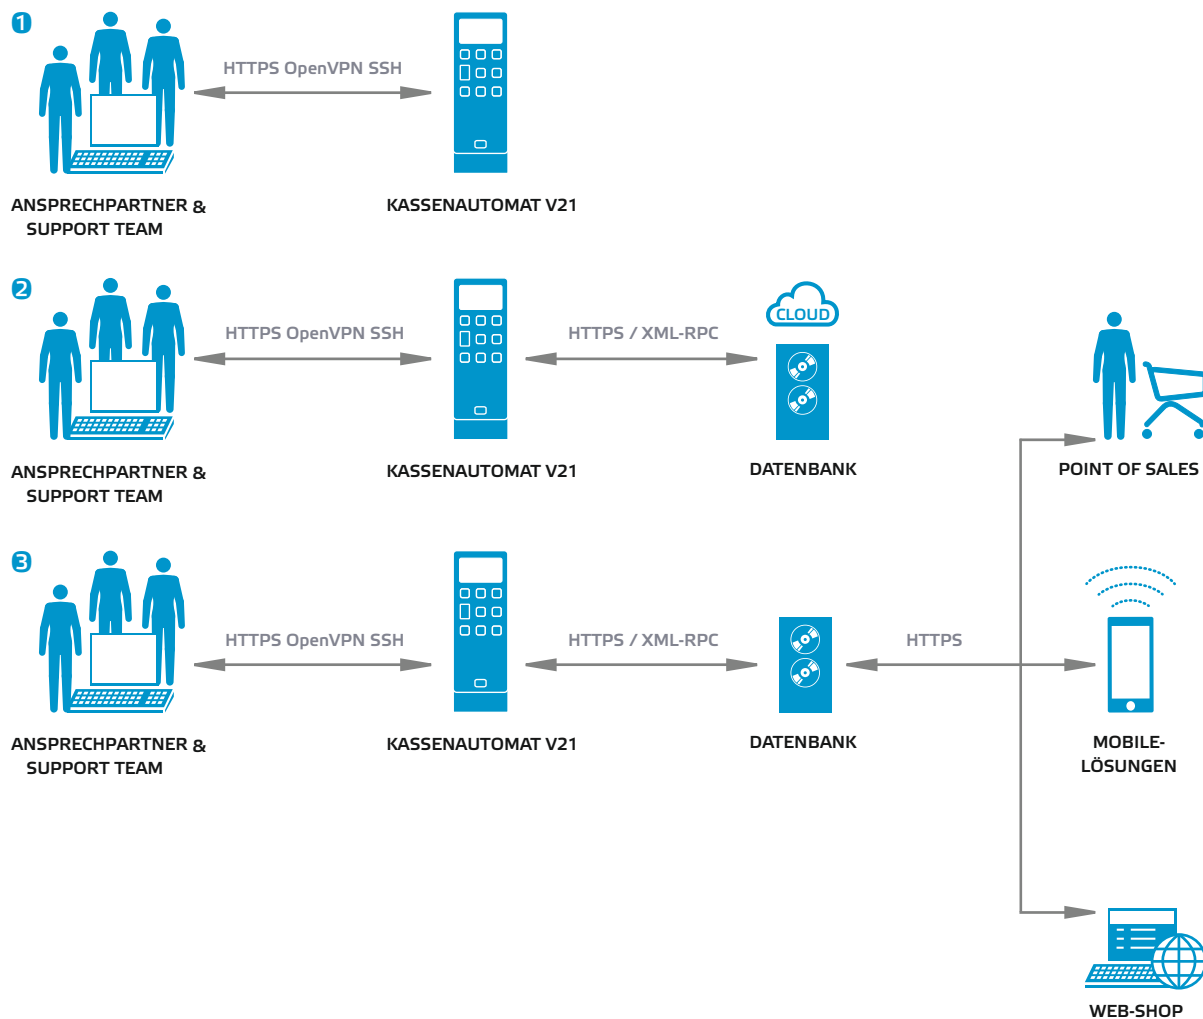 1
HTTPS OpenVPN SSH
ANSPRECHPARTNER &
SUPPORT TEAM
KASSENAUTOMAT V21
2
HTTPS OpenVPN SSH
HTTPS / XML-RPC
CLOUD
ANSPRECHPARTNER &
SUPPORT TEAM
KASSENAUTOMAT V21
DATENBANK
POINT OF SALES
3
HTTPS OpenVPN SSH
HTTPS / XML-RPC
HTTPS
ANSPRECHPARTNER &
SUPPORT TEAM
KASSENAUTOMAT V21
DATENBANK
MOBILE-
LÖSUNGEN
WEB-SHOP